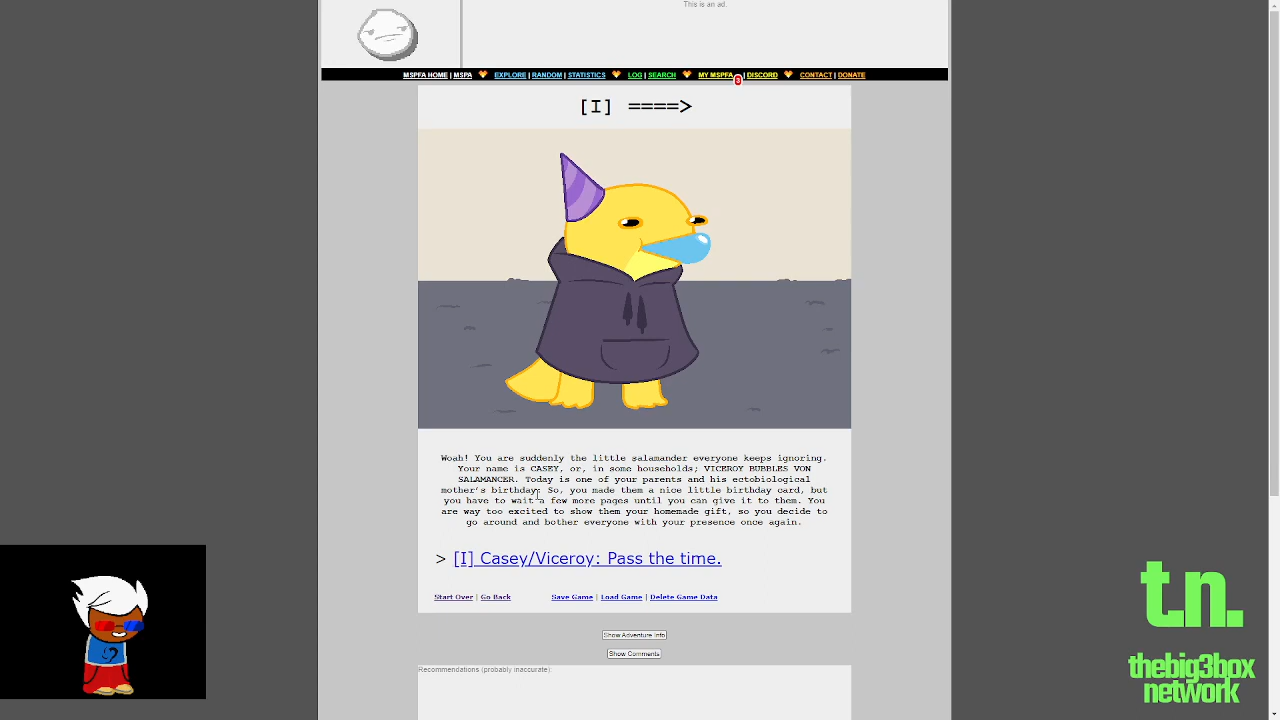 This is an ad.
MSPFA HOME | MSPA EXPLORE | RANDOM | STATISTICS LOG | SEARCH MY MSPFA | DISCORD CONTACT | DONATE
3
[I] ====>
Woah! You are suddenly the little salamander everyone keeps ignoring.
Your name is CASEY, or, in some households; VICEROY BUBBLES VON
SALAMANCER. Today is one of your parents and his ectobiological
mother's birthday. So, you made them a nice little birthday card, but
you have to wait a few more pages until you can give it to them. You
are way too excited to show them your homemade gift, so you decide to
go around and bother everyone with your presence once again.
> [I] Casey/Viceroy: Pass the time.
Start Over | Go Back Save Game | Load Game | Delete Game Data
Show Adventure Info
Show Comments
Recommendations (probably inaccurate):
t.n.
thebig3box
network